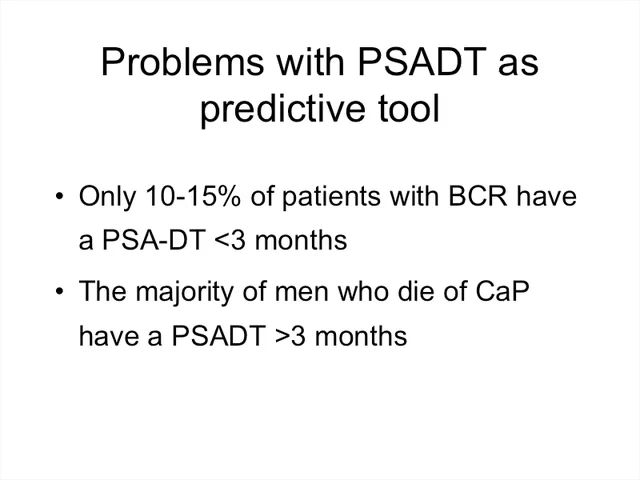 Problems with PSADT as
predictive tool
• Only 10-15% of patients with BCR have
a PSA-DT <3 months
• The majority of men who die of CaP
have a PSADT >3 months